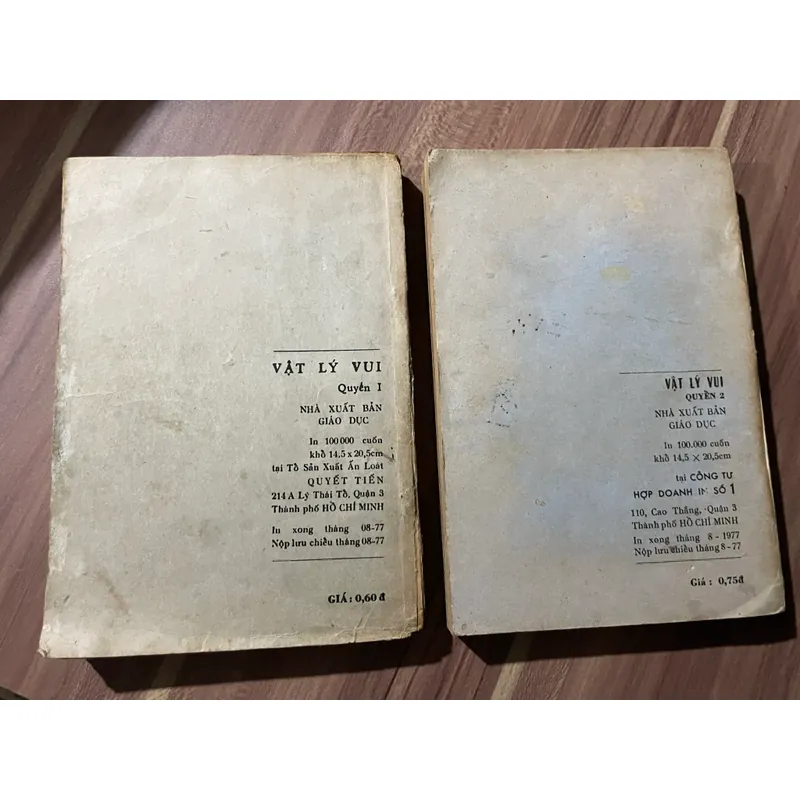 VẬT LÝ VUI
Quyển I
NHÀ XUẤT BẢN
GIÁO DỤC
In 100000 cuốn
khổ 14,5 x 20,5cm
tại Tổ Sản Xuất Ấn Loát
QUYẾT TIẾN
214 A Lý Thái Tổ, Quận 3
Thành phố HỒ CHÍ MINH
In xong tháng 08-77
Nộp lưu chiểu tháng 08-77
GIÁ : 0,60 đ
VẬT LÝ VUI
QUYỂN 2
NHÀ XUẤT BẢN
GIÁO DỤC
In 100.000 cuốn
khổ 14,5 × 20,5cm
tại CÔNG TƯ
HỢP DOANH IN SỐ 1
110, Cao Thắng, Quận 3
Thành phố HỒ CHÍ MINH
In xong tháng 8 - 1977
Nộp lưu chiểu tháng 8-77
Giá : 0,75đ